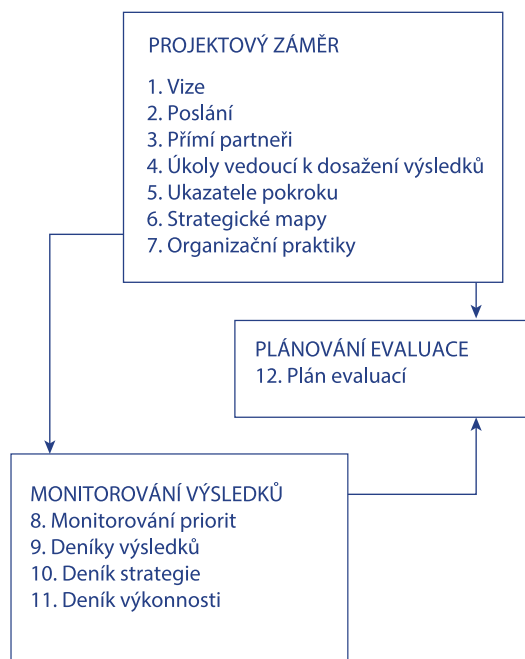 PROJEKTOVÝ ZÁMĚR
1. Vize
2. Poslání
3. Přímí partneři
4. Úkoly vedoucí k dosažení výsledků
5. Ukazatele pokroku
6. Strategické mapy
7. Organizační praktiky
PLÁNOVÁNÍ EVALUACE
12. Plán evaluací
MONITOROVÁNÍ VÝSLEDKŮ
8. Monitorování priorit
9. Deníky výsledků
10. Deník strategie
11. Deník výkonnosti